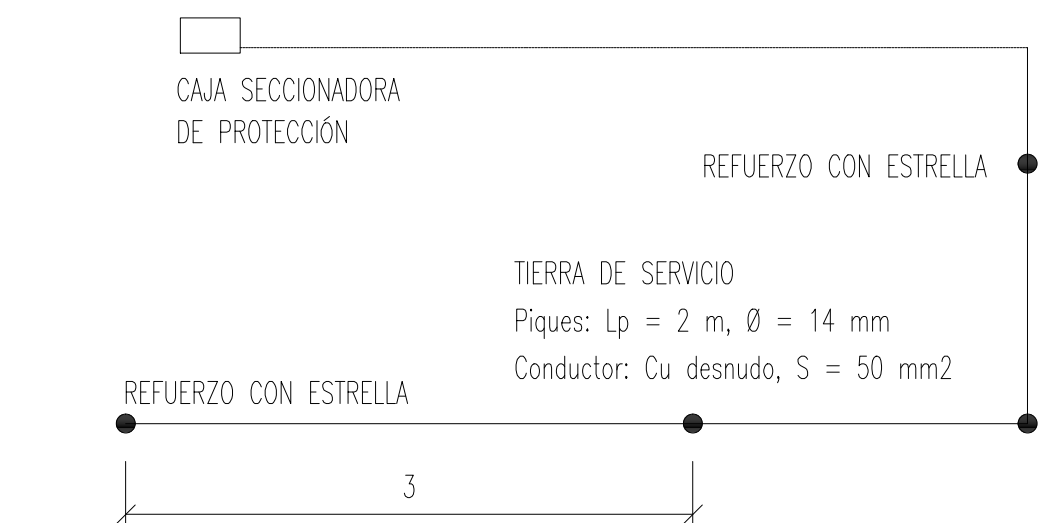 CAJA SECCIONADORA
DE PROTECCIÓN
REFUERZO CON ESTRELLA
TIERRA DE SERVICIO
Piques: Lp = 2 m, Ø = 14 mm
Conductor: Cu desnudo, S = 50 mm2
REFUERZO CON ESTRELLA
3